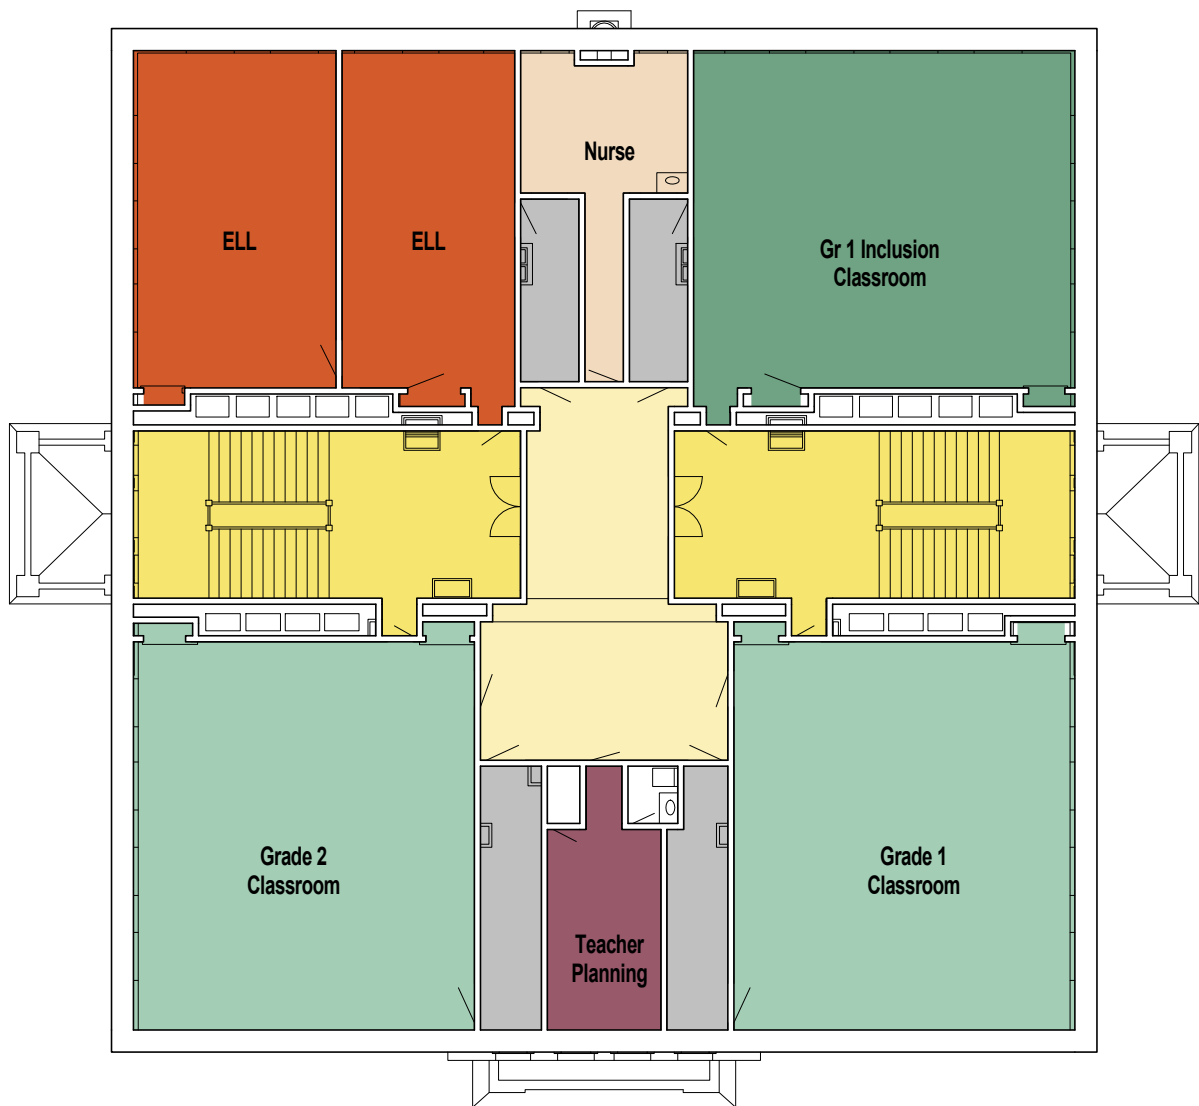 Nurse
ELL
ELL
Gr 1 Inclusion
Classroom
Grade 2
Classroom
Grade 1
Classroom
Teacher
Planning